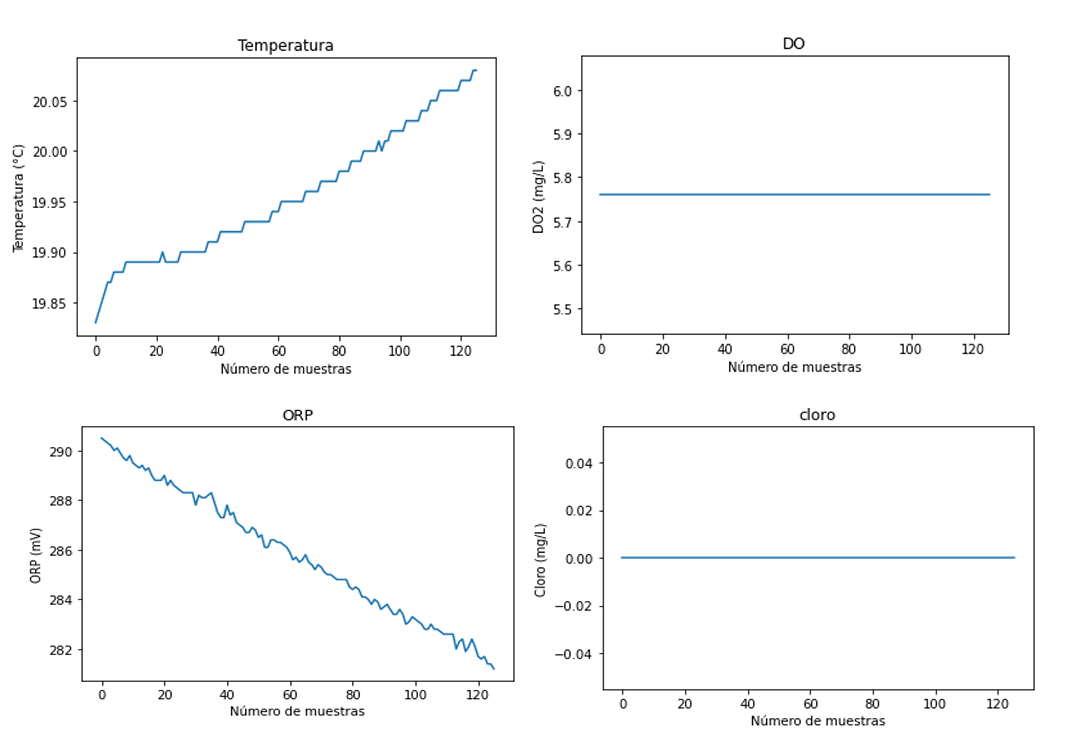 Temperatura
Temperatura (°C)
20.05
20.00
19.95
19.90
19.85
0 20 40 60 80 100 120
Número de muestras
DO
DO2 (mg/L)
6.0
5.9
5.8
5.7
5.6
5.5
0 20 40 60 80 100 120
Número de muestras
ORP
ORP (mV)
290
288
286
284
282
0 20 40 60 80 100 120
Número de muestras
cloro
Cloro (mg/L)
0.04
0.02
0.00
−0.02
−0.04
0 20 40 60 80 100 120
Número de muestras